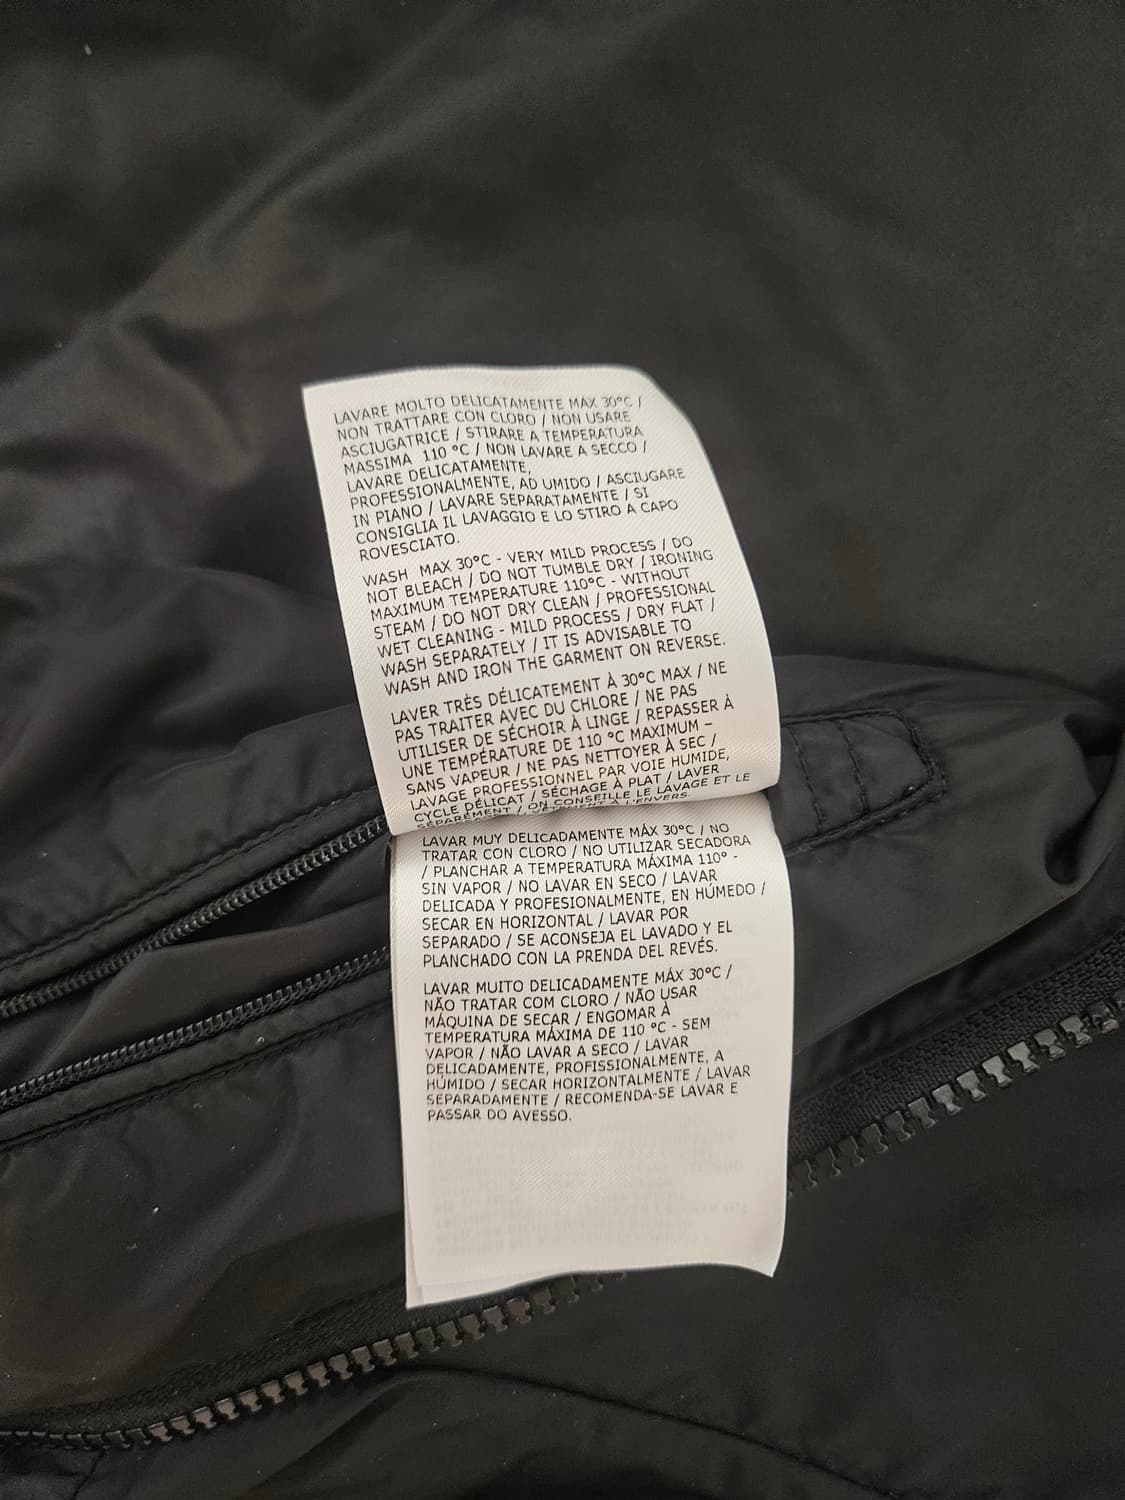 LAVARE MOLTO DELICATAMENTE MAX 30°C /
NON TRATTARE CON CLORO / NON USARE
ASCIUGATRICE / STIRARE A TEMPERATURA
MASSIMA 110 °C / NON LAVARE A SECCO /
LAVARE DELICATAMENTE,
PROFESSIONALMENTE, AD UMIDO / ASCIUGARE
IN PIANO / LAVARE SEPARATAMENTE / SI
CONSIGLIA IL LAVAGGIO E LO STIRO A CAPO
ROVESCIATO.
WASH MAX 30°C - VERY MILD PROCESS / DO
NOT BLEACH / DO NOT TUMBLE DRY / IRONING
MAXIMUM TEMPERATURE 110°C - WITHOUT
STEAM / DO NOT DRY CLEAN / PROFESSIONAL
WET CLEANING - MILD PROCESS / DRY FLAT /
WASH SEPARATELY / IT IS ADVISABLE TO
WASH AND IRON THE GARMENT ON REVERSE.
LAVER TRÈS DÉLICATEMENT À 30°C MAX / NE
PAS TRAITER AVEC DU CHLORE / NE PAS
UTILISER DE SÉCHOIR À LINGE / REPASSER À
UNE TEMPÉRATURE DE 110 °C MAXIMUM –
SANS VAPEUR / NE PAS NETTOYER À SEC /
LAVAGE PROFESSIONNEL PAR VOIE HUMIDE,
CYCLE DÉLICAT / SÉCHAGE À PLAT / LAVER
SÉPARÉMENT / ON CONSEILLE LE LAVAGE ET LE
À L'ENVERS.
LAVAR MUY DELICADAMENTE MÁX 30°C / NO
TRATAR CON CLORO / NO UTILIZAR SECADORA
/ PLANCHAR A TEMPERATURA MÁXIMA 110° -
SIN VAPOR / NO LAVAR EN SECO / LAVAR
DELICADA Y PROFESIONALMENTE, EN HÚMEDO /
SECAR EN HORIZONTAL / LAVAR POR
SEPARADO / SE ACONSEJA EL LAVADO Y EL
PLANCHADO CON LA PRENDA DEL REVÉS.
LAVAR MUITO DELICADAMENTE MÁX 30°C /
NÃO TRATAR COM CLORO / NÃO USAR
MÁQUINA DE SECAR / ENGOMAR À
TEMPERATURA MÁXIMA DE 110 °C - SEM
VAPOR / NÃO LAVAR A SECO / LAVAR
DELICADAMENTE, PROFISSIONALMENTE, A
HÚMIDO / SECAR HORIZONTALMENTE / LAVAR
SEPARADAMENTE / RECOMENDA-SE LAVAR E
PASSAR DO AVESSO.